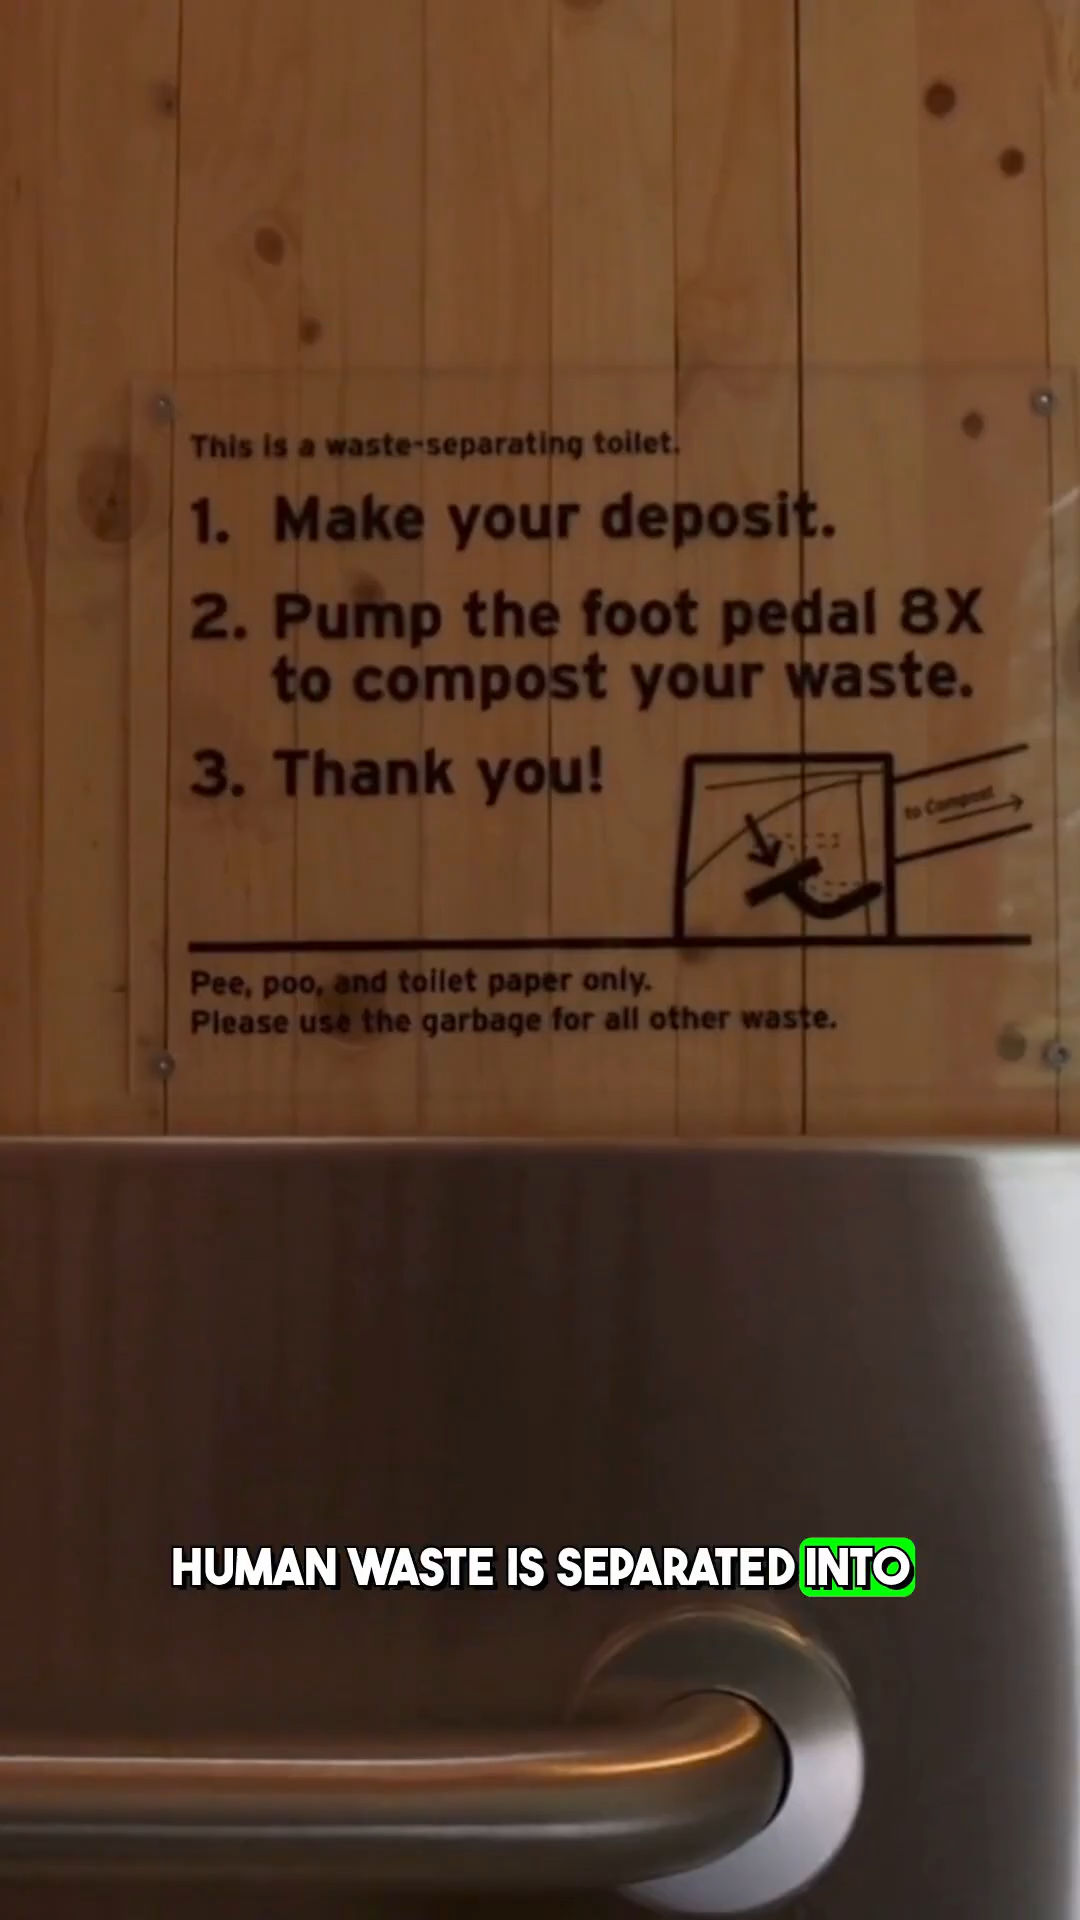 This is a waste-separating toilet.
1. Make your deposit.
2. Pump the foot pedal 8X
to compost your waste.
3. Thank you!
to Compost
Pee, poo, and toilet paper only.
Please use the garbage for all other waste.
HUMAN WASTE IS SEPARATED INTO